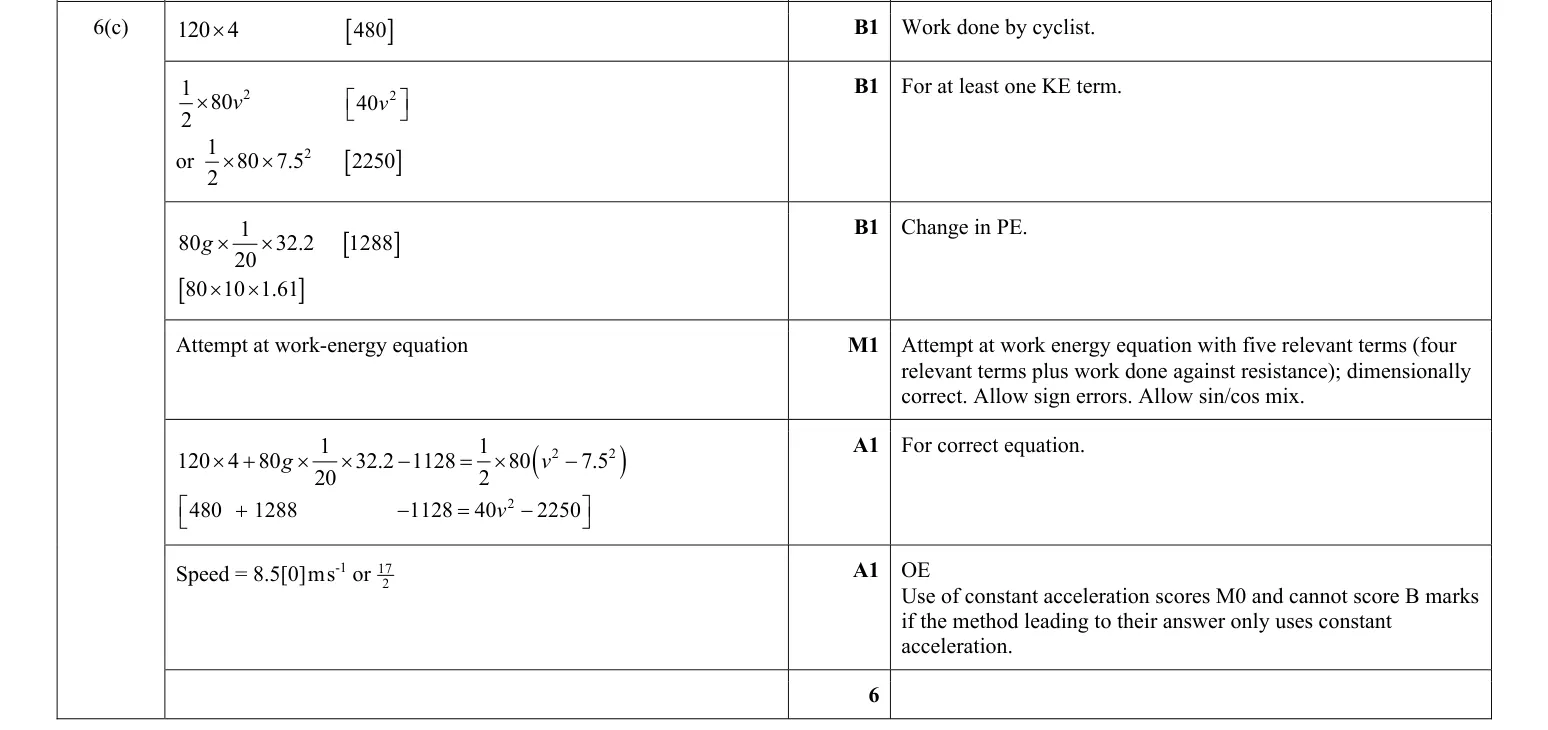 6(c) 120×4 [480] B1 Work done by cyclist.
1/2 × 80v² [40v²] B1 For at least one KE term.
or 1/2 × 80 × 7.5² [2250]
80g × 1/20 × 32.2 [1288] B1 Change in PE.
[80×10×1.61]
Attempt at work-energy equation M1 Attempt at work energy equation with five relevant terms (four
relevant terms plus work done against resistance); dimensionally
correct. Allow sign errors. Allow sin/cos mix.
120×4+80g × 1/20 ×32.2−1128 = 1/2 ×80(v² − 7.5²) A1 For correct equation.
[480 + 1288 −1128 = 40v² − 2250]
Speed = 8.5[0]ms⁻¹ or 17/2 A1 OE
Use of constant acceleration scores M0 and cannot score B marks
if the method leading to their answer only uses constant
acceleration.
6